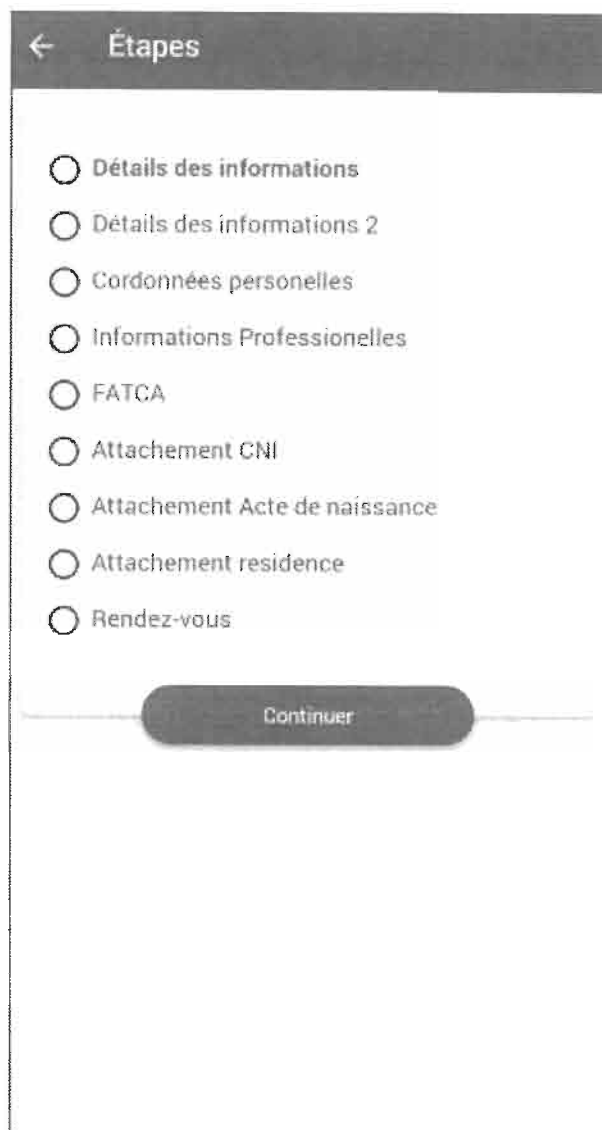 Étapes
Détails des informations
Détails des informations 2
Cordonnées personelles
Informations Professionelles
FATCA
Attachement CNI
Attachement Acte de naissance
Attachement residence
Rendez-vous
Continuer